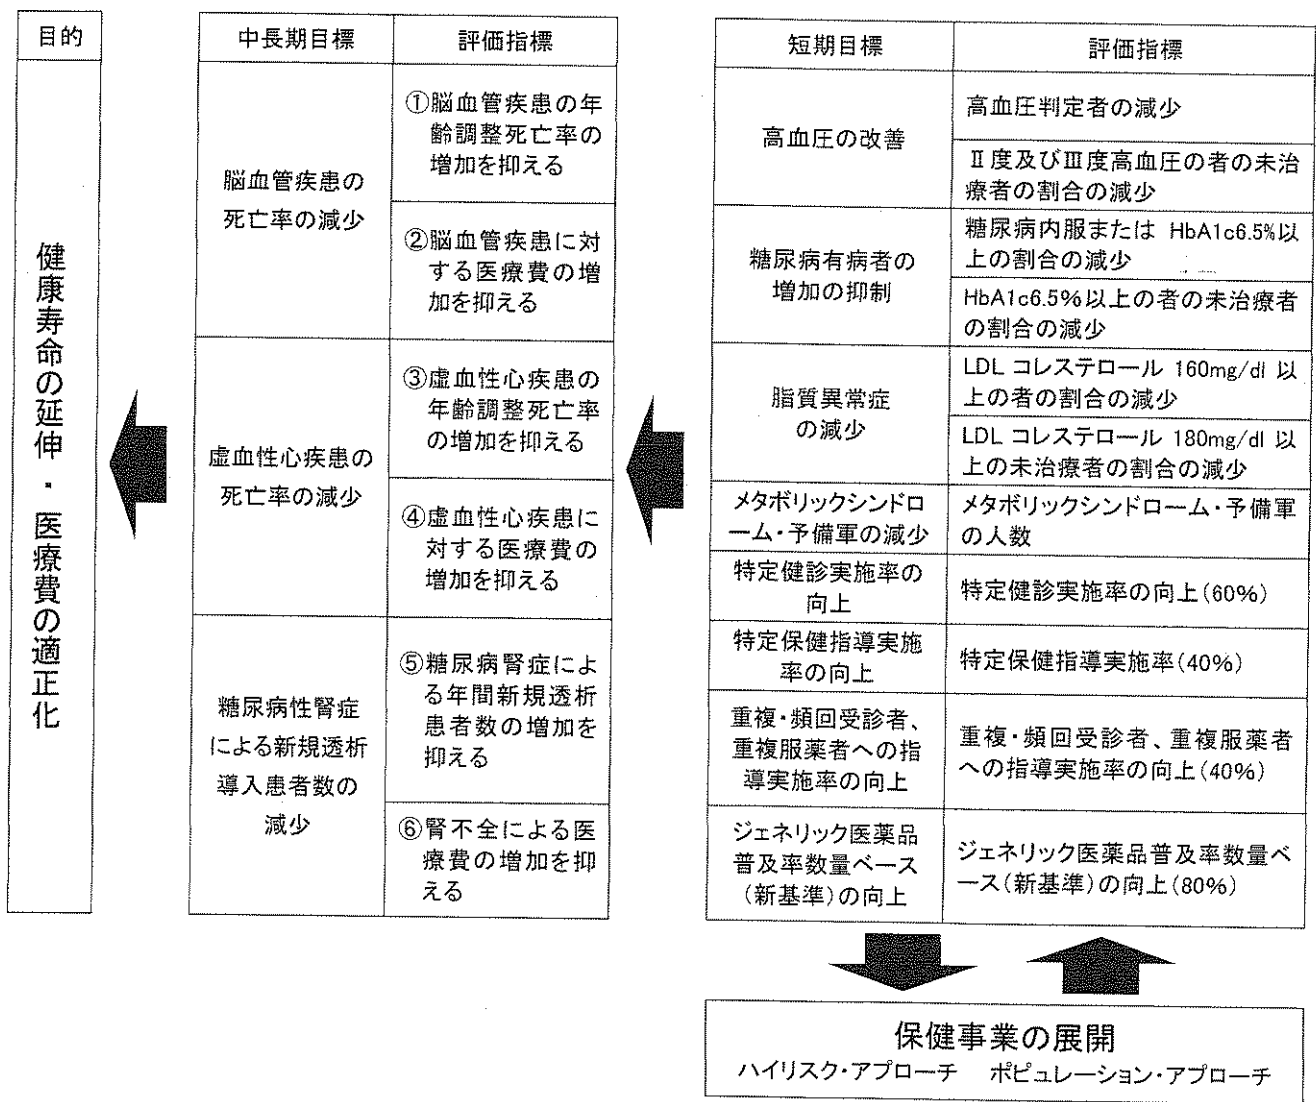 目的
健康寿命の延伸・医療費の適正化
中長期目標
評価指標
脳血管疾患の
死亡率の減少
①脳血管疾患の年
齢調整死亡率の
増加を抑える
②脳血管疾患に対
する医療費の増
加を抑える
虚血性心疾患の
死亡率の減少
③虚血性心疾患の
年齢調整死亡率
の増加を抑える
④虚血性心疾患に
対する医療費の
増加を抑える
糖尿病性腎症
による新規透析
導入患者数の
減少
⑤糖尿病腎症によ
る年間新規透析
患者数の増加を
抑える
⑥腎不全による医
療費の増加を抑
える
短期目標
評価指標
高血圧の改善
高血圧判定者の減少
Ⅱ度及びⅢ度高血圧の者の未治
療者の割合の減少
糖尿病有病者の
増加の抑制
糖尿病内服または HbA1c6.5%以
上の割合の減少
HbA1c6.5%以上の者の未治療者
の割合の減少
脂質異常症
の減少
LDL コレステロール 160mg/dl 以
上の者の割合の減少
LDL コレステロール 180mg/dl 以
上の未治療者の割合の減少
メタボリックシンドロ
ーム・予備軍の減少
メタボリックシンドローム・予備軍
の人数
特定健診実施率の
向上
特定健診実施率の向上(60%)
特定保健指導実施
率の向上
特定保健指導実施率(40%)
重複・頻回受診者、
重複服薬者への指
導実施率の向上
重複・頻回受診者、重複服薬者
への指導実施率の向上(40%)
ジェネリック医薬品
普及率数量ベース
(新基準)の向上
ジェネリック医薬品普及率数量ベ
ース(新基準)の向上(80%)
保健事業の展開
ハイリスク・アプローチ ポピュレーション・アプローチ